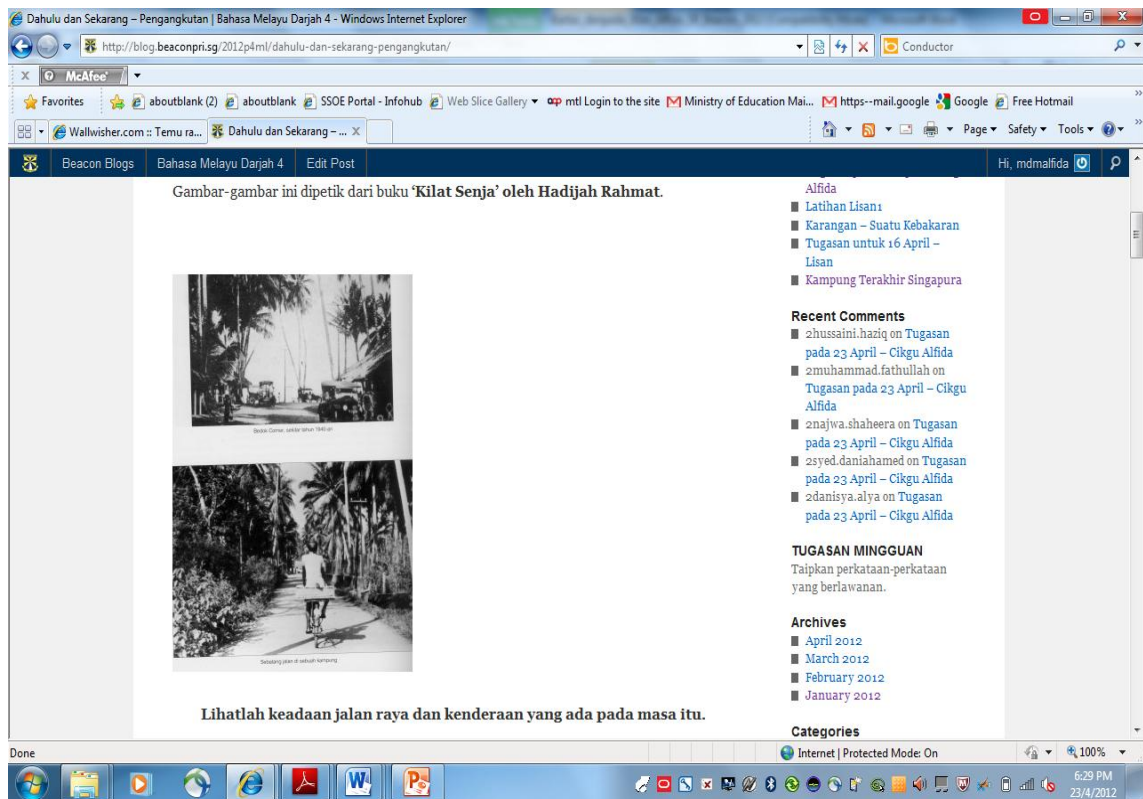 Dahulu dan Sekarang – Pengangkutan | Bahasa Melayu Darjah 4 - Windows Internet Explorer
http://blog.beaconpri.sg/2012p4ml/dahulu-dan-sekarang-pengangkutan/
Conductor
X McAfee
Favorites aboutblank (2) aboutblank SSOE Portal - Infohub Web Slice Gallery mtl Login to the site Ministry of Education Mai... https--mail.google Google Free Hotmail
Wallwisher.com :: Temu ra... Dahulu dan Sekarang – ... X
Page Safety Tools
Beacon Blogs Bahasa Melayu Darjah 4 Edit Post Hi, mdmalfida
Gambar-gambar ini dipetik dari buku ‘Kilat Senja’ oleh Hadijah Rahmat.
Bedok Corner, sekitar tahun
Sebatang jalan di sebuah kampung
Lihatlah keadaan jalan raya dan kenderaan yang ada pada masa itu.
Alfida
Latihan Lisan1
Karangan – Suatu Kebakaran
Tugasan untuk 16 April –
Lisan
Kampung Terakhir Singapura
Recent Comments
2hussaini.haziq on Tugasan
pada 23 April – Cikgu Alfida
2muhammad.fathullah on
Tugasan pada 23 April – Cikgu
Alfida
2najwa.shaheera on Tugasan
pada 23 April – Cikgu Alfida
2syed.daniahamed on Tugasan
pada 23 April – Cikgu Alfida
2danisya.alya on Tugasan
pada 23 April – Cikgu Alfida
TUGASAN MINGGUAN
Taipkan perkataan-perkataan
yang berlawanan.
Archives
April 2012
March 2012
February 2012
January 2012
Categories
Done Internet | Protected Mode: On 100%
6:29 PM
23/4/2012